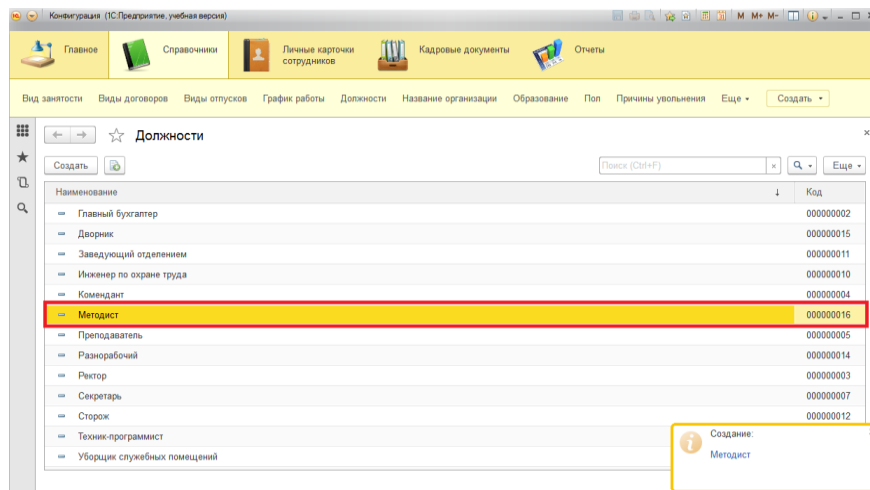 Конфигурация (1С:Предприятие, учебная версия)
M M+ M-
Главное
Справочники
Личные карточки
сотрудников
Кадровые документы
Отчеты
Вид занятости Виды договоров Виды отпусков График работы Должности Название организации Образование Пол Причины увольнения Еще Создать
Должности
Создать
Поиск (Ctrl+F)
Еще
Наименование
Код
Главный бухгалтер 000000002
Дворник 000000015
Заведующий отделением 000000011
Инженер по охране труда 000000010
Комендант 000000004
Методист 000000016
Преподаватель 000000005
Разнорабочий 000000014
Ректор 000000003
Секретарь 000000007
Сторож 000000012
Техник-программист
Уборщик служебных помещений
Создание:
Методист